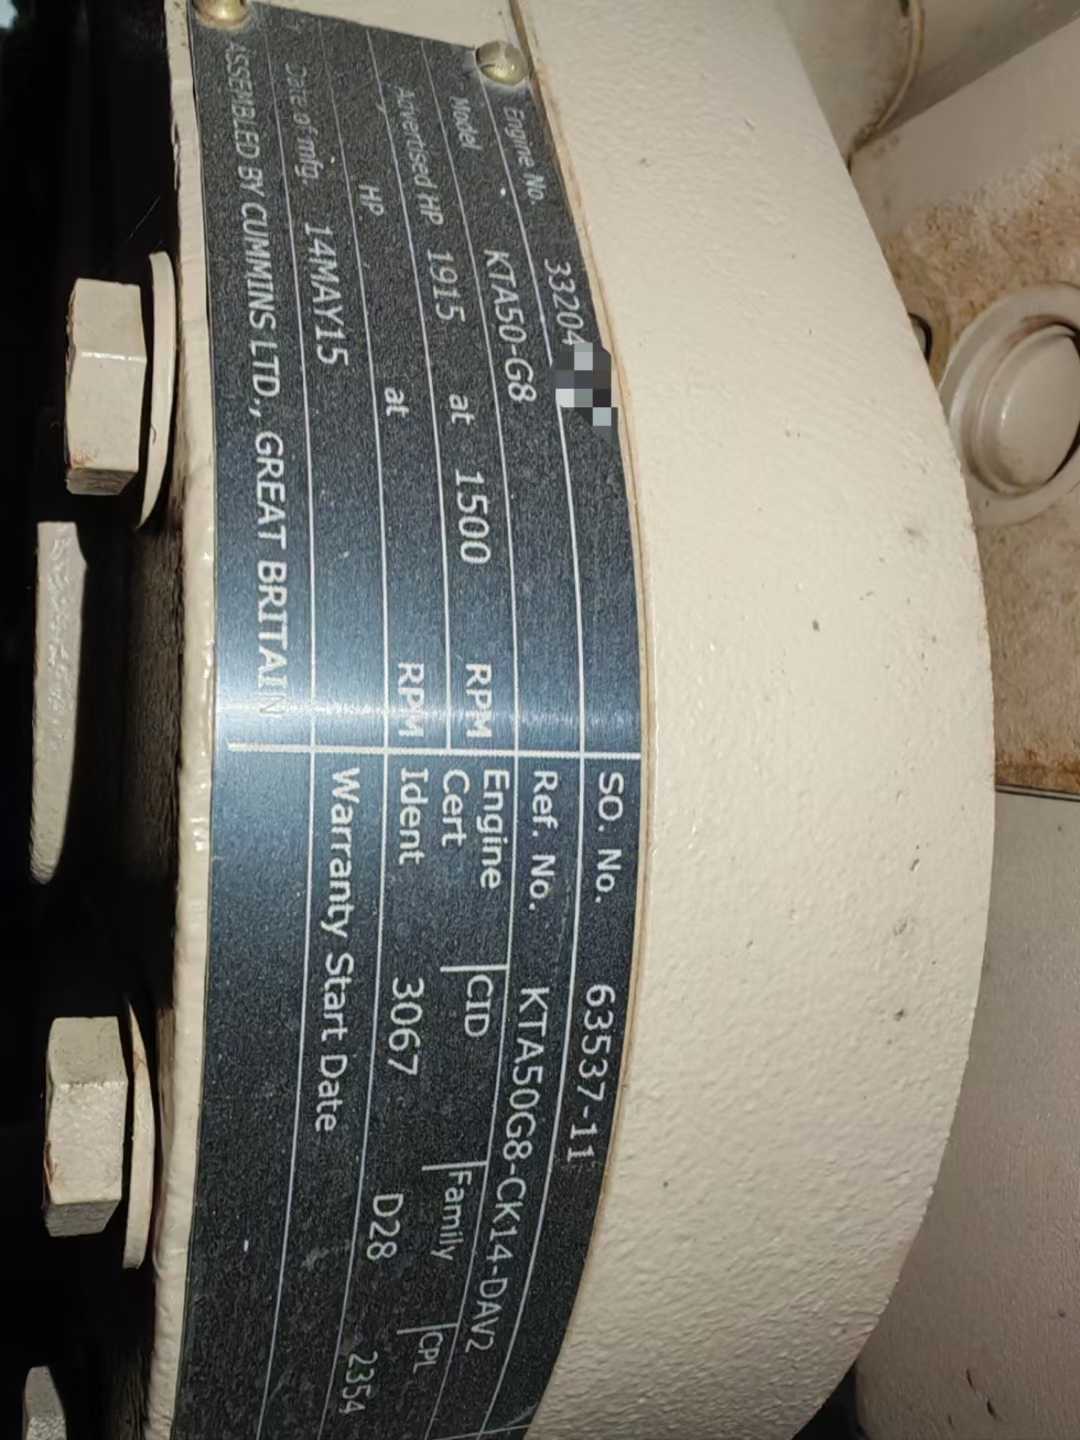 Engine No. 33204
Model KTA50-G8
Advertised HP 1915 at 1500 RPM
HP at RPM
Date of mfg. 14MAY15
ASSEMBLED BY CUMMINS LTD., GREAT BRITAIN
SO. No. 63537-11
Ref. No. KTA50G8-CK14-DAV2
Engine CID Family CPL
Cert
Ident 3067 D28 2354
Warranty Start Date